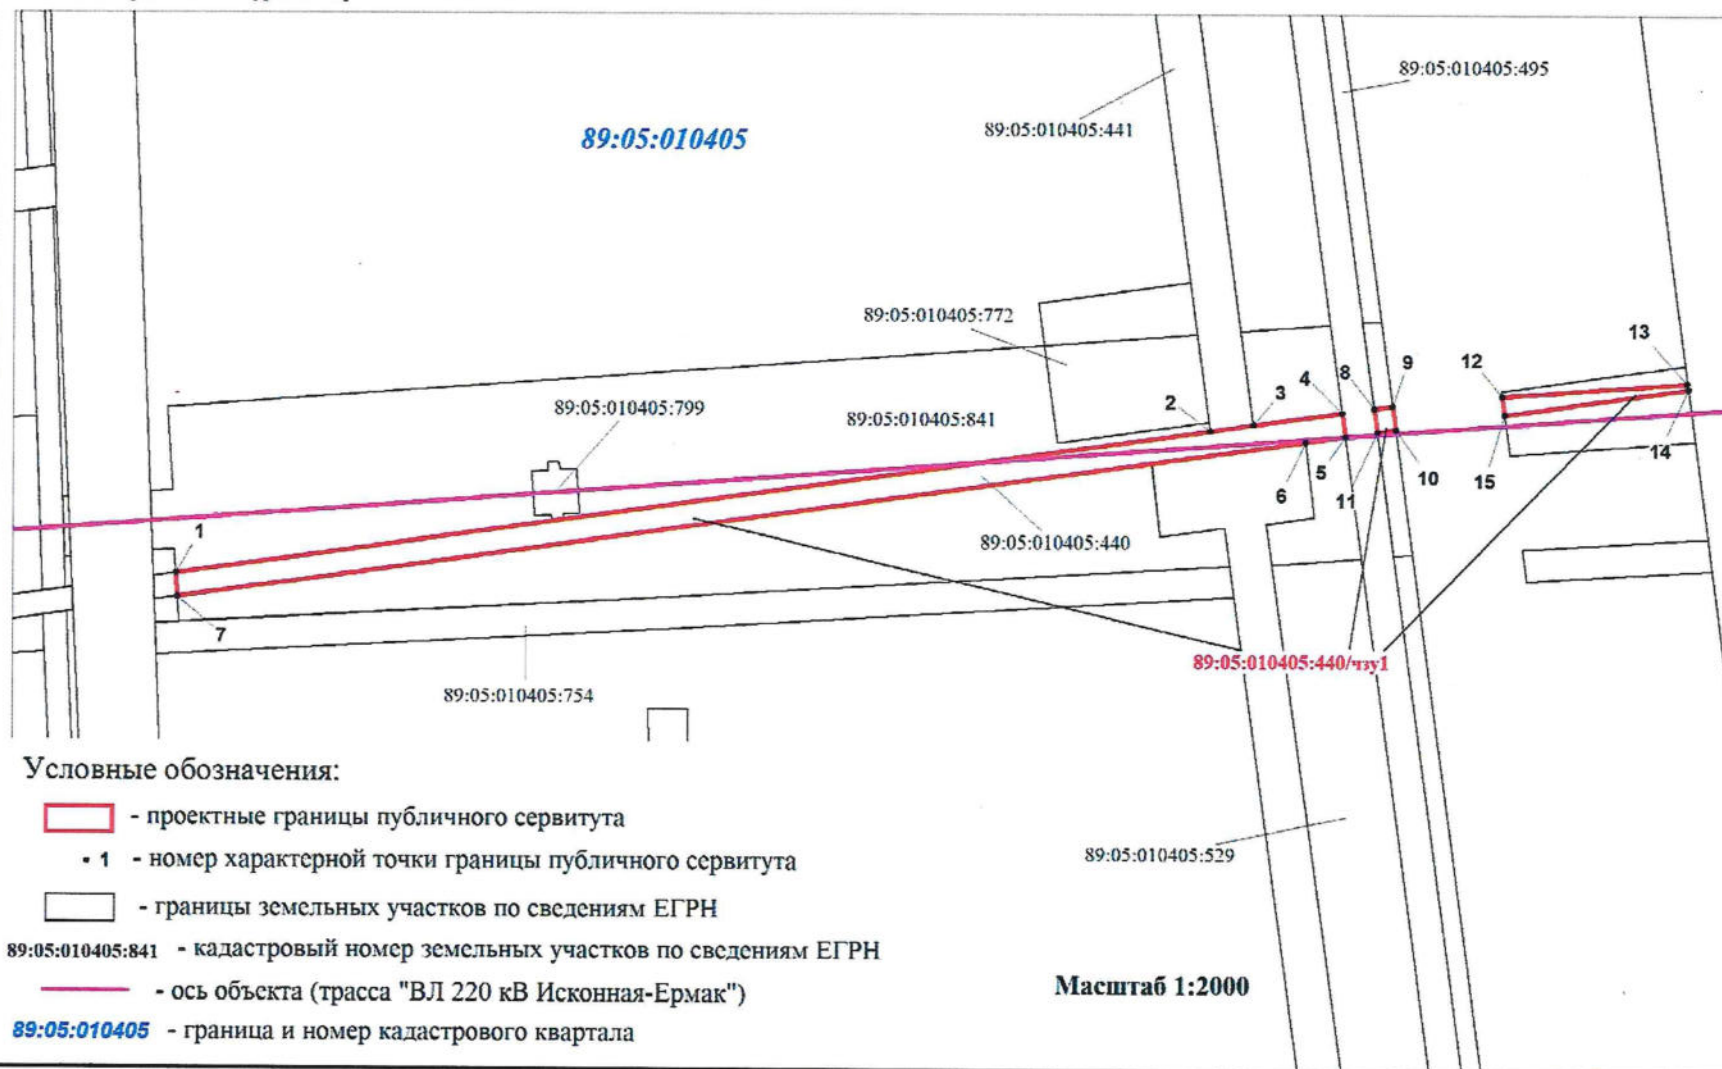 89:05:010405:495
89:05:010405:441
89:05:010405
89:05:010405:772
13
12
9
8
4
3
2
89:05:010405:799
89:05:010405:841
1
6
5
11
10
15
14
89:05:010405:440
7
89:05:010405:440/чзу1
89:05:010405:754
Условные обозначения:
- проектные границы публичного сервитута
• 1 - номер характерной точки границы публичного сервитута
- границы земельных участков по сведениям ЕГРН
89:05:010405:529
89:05:010405:841 - кадастровый номер земельных участков по сведениям ЕГРН
- ось объекта (трасса "ВЛ 220 кВ Исконная-Ермак")
Масштаб 1:2000
89:05:010405 - граница и номер кадастрового квартала